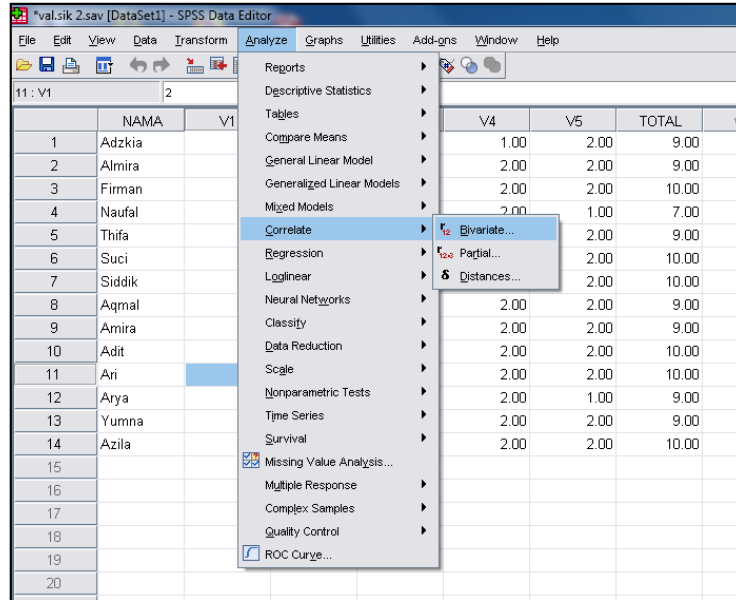 *val.sik 2.sav [DataSet1] - SPSS Data Editor
File Edit View Data Transform Analyze Graphs Utilities Add-ons Window Help
11 : V1 2
NAMA V1 V4 V5 TOTAL
1 Adzkia 1.00 2.00 9.00
2 Almira 2.00 2.00 9.00
3 Firman 2.00 2.00 10.00
4 Naufal 2.00 1.00 7.00
5 Thifa 2.00 9.00
6 Suci 2.00 10.00
7 Siddik 2.00 10.00
8 Aqmal 2.00 2.00 9.00
9 Amira 2.00 2.00 9.00
10 Adit 2.00 2.00 10.00
11 Ari 2.00 2.00 10.00
12 Arya 2.00 1.00 9.00
13 Yumna 2.00 2.00 9.00
14 Azila 2.00 2.00 10.00
15
16
17
18
19
20
Reports
Descriptive Statistics
Tables
Compare Means
General Linear Model
Generalized Linear Models
Mixed Models
Correlate
Regression
Loglinear
Neural Networks
Classify
Data Reduction
Scale
Nonparametric Tests
Time Series
Survival
Missing Value Analysis...
Multiple Response
Complex Samples
Quality Control
ROC Curve...
r12 Bivariate...
r12•3 Partial...
δ Distances...